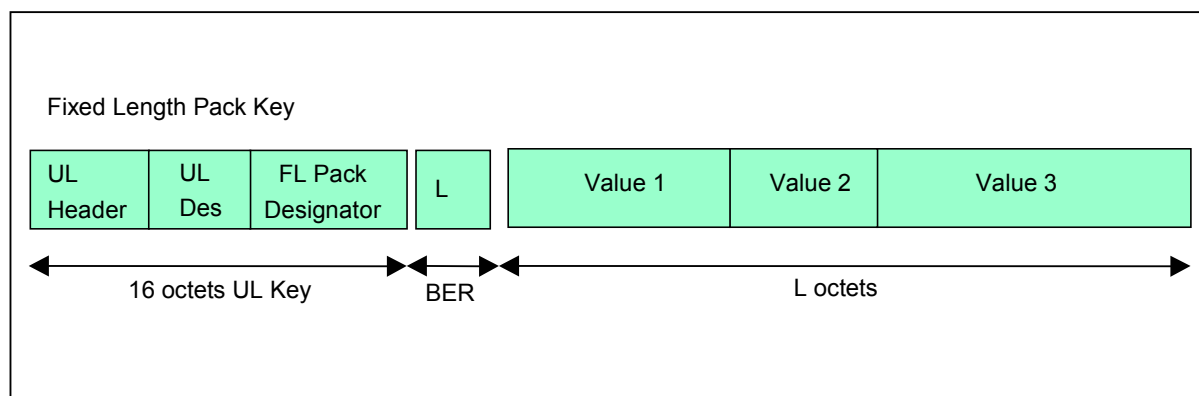 Fixed Length Pack Key
UL Header
UL Des
FL Pack Designator
L
Value 1
Value 2
Value 3
16 octets UL Key
BER
L octets